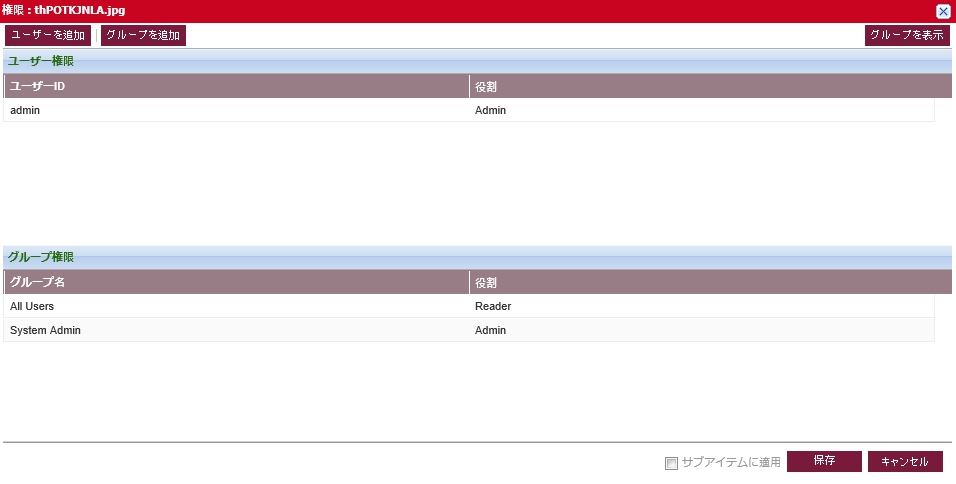 権限 : thPOTKJNLA.jpg
ユーザーを追加 グループを追加 グループを表示
ユーザー権限
ユーザーID 役割
admin Admin
グループ権限
グループ名 役割
All Users Reader
System Admin Admin
サブアイテムに適用 保存 キャンセル